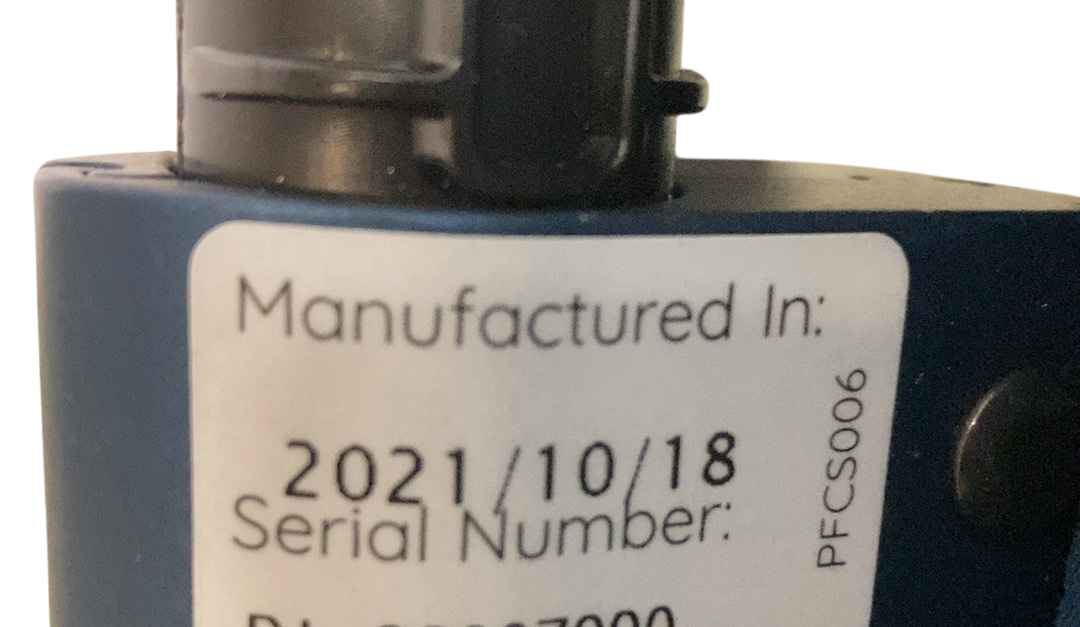 Manufactured In:
2021/10/18
Serial Number:
PFCS006